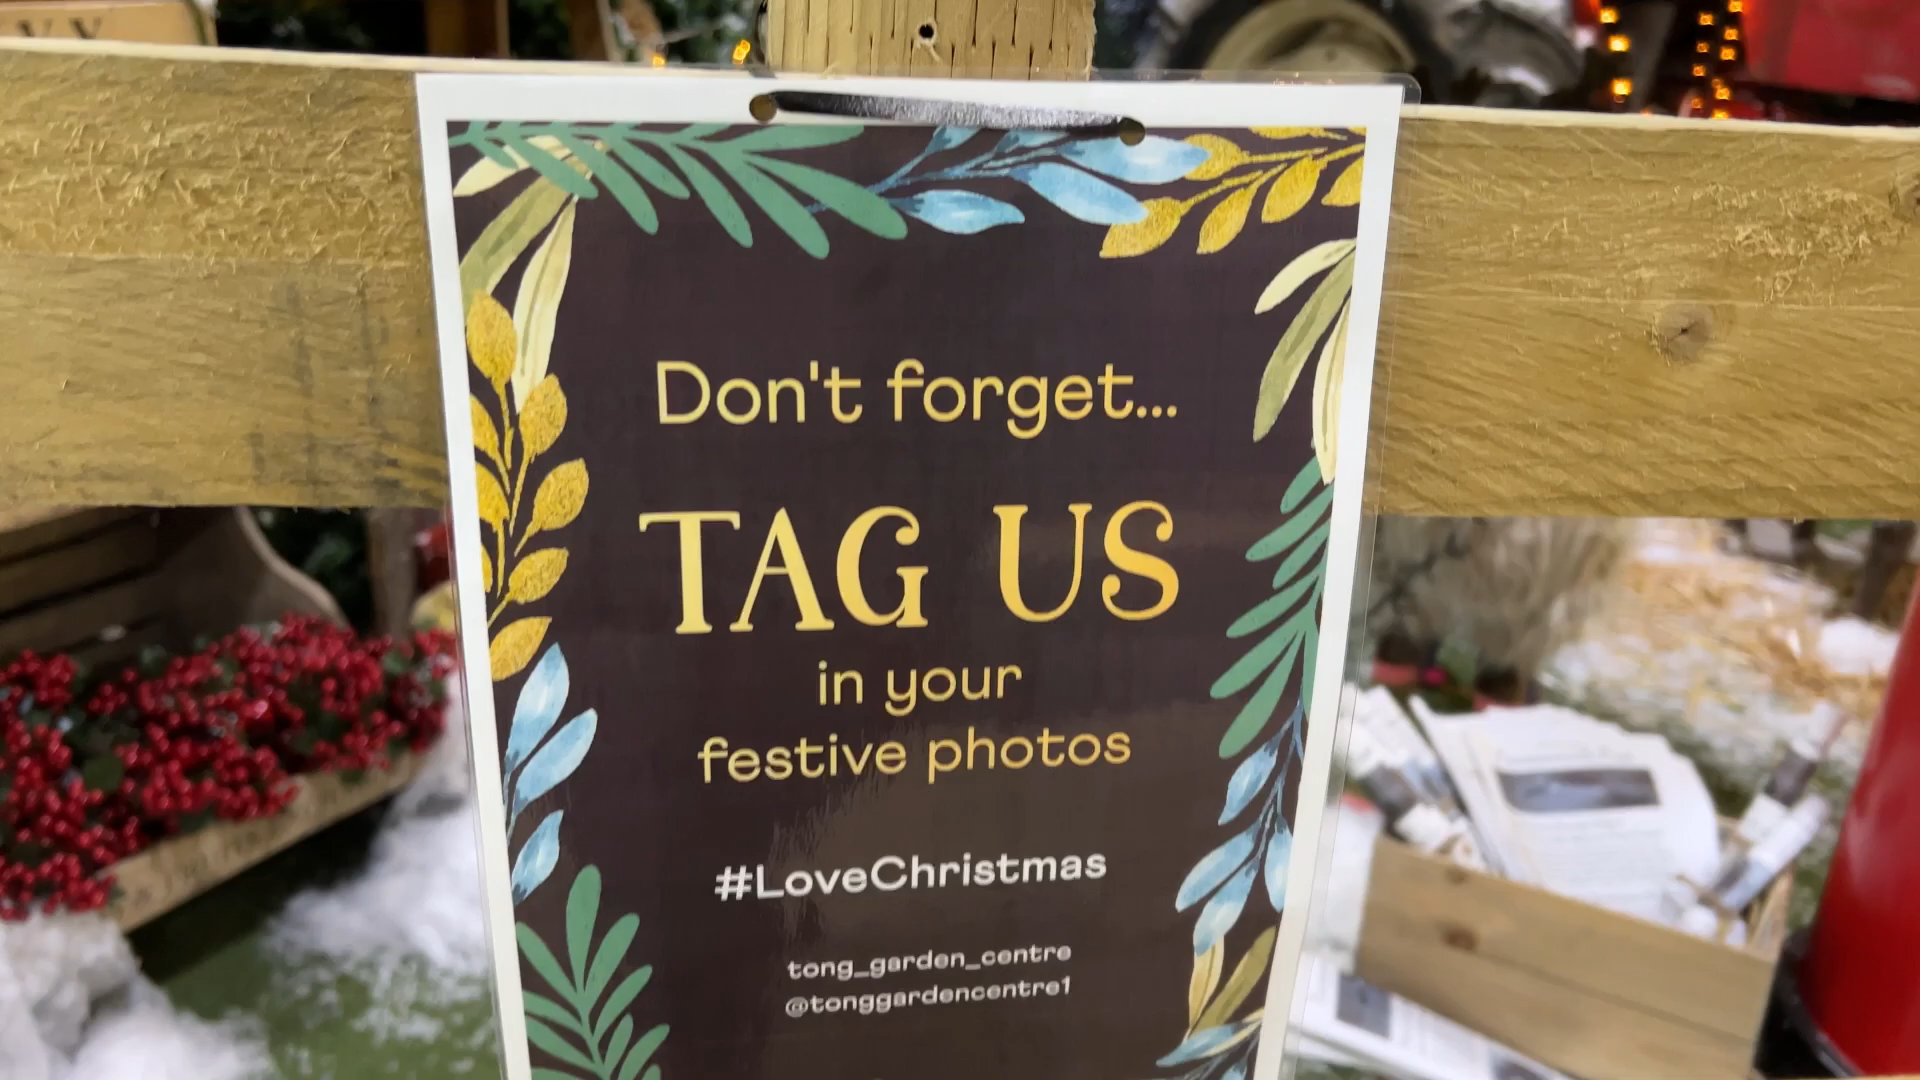 Don't forget...
TAG US
in your
festive photos
#LoveChristmas
tong_garden_centre
@tonggardencentre1